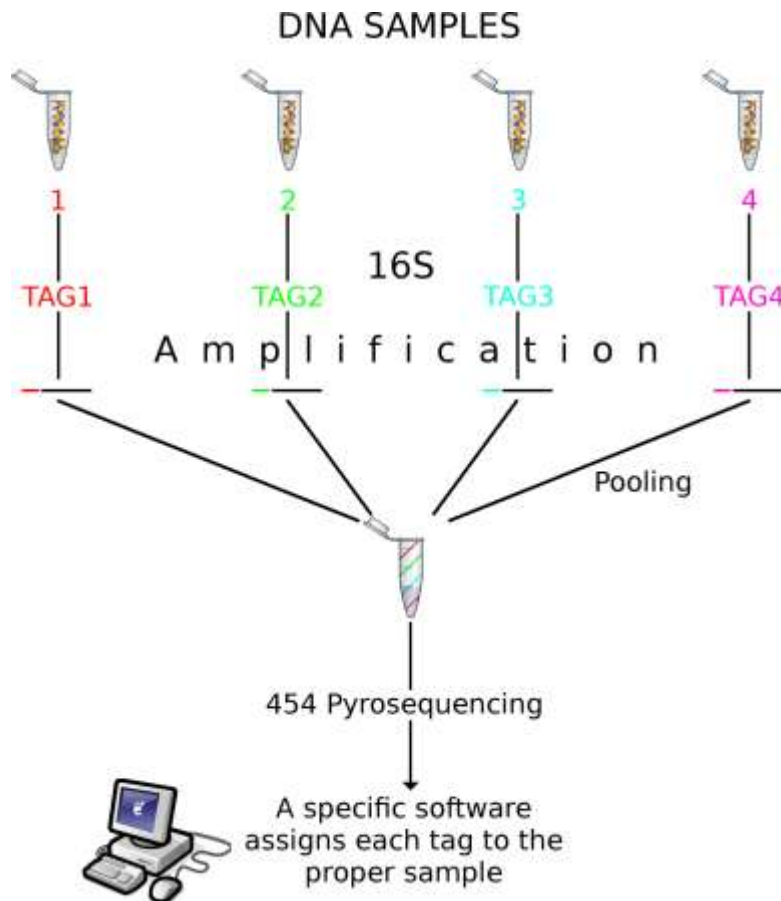 DNA SAMPLES
1 2 3 4
16S
TAG1 TAG2 TAG3 TAG4
Amplification
Pooling
454 Pyrosequencing
A specific software
assigns each tag to the
proper sample